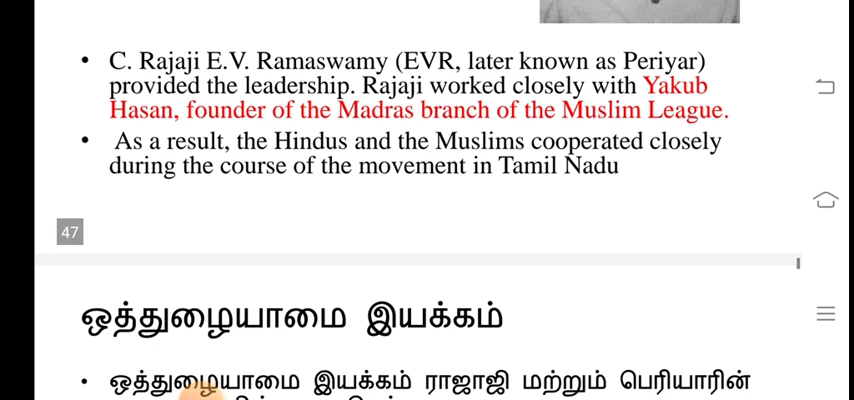 • C. Rajaji E.V. Ramaswamy (EVR, later known as Periyar)
provided the leadership. Rajaji worked closely with Yakub
Hasan, founder of the Madras branch of the Muslim League.
• As a result, the Hindus and the Muslims cooperated closely
during the course of the movement in Tamil Nadu
47
ஒத்துழையாமை இயக்கம்
• ஒத்துழையாமை இயக்கம் ராஜாஜி மற்றும் பெரியாரின்